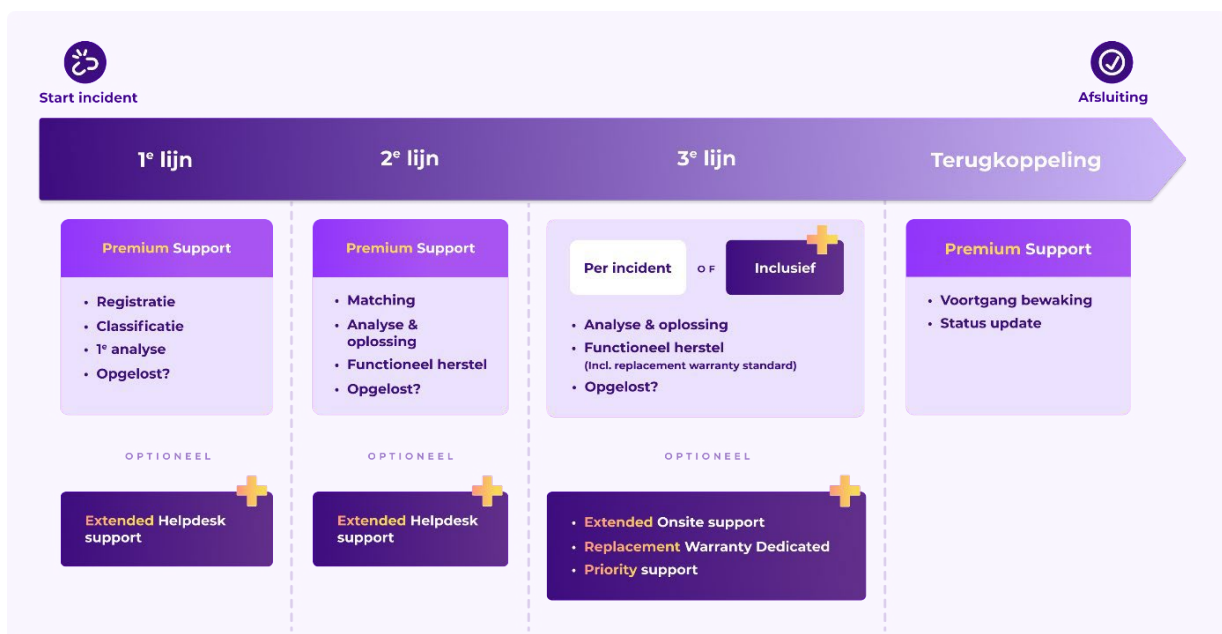 Start incident
Afsluiting
1e lijn
2e lijn
3e lijn
Terugkoppeling
Premium Support
• Registratie
• Classificatie
• 1e analyse
• Opgelost?
Premium Support
• Matching
• Analyse &
oplossing
• Functioneel herstel
• Opgelost?
Per incident
OF
Inclusief
• Analyse & oplossing
• Functioneel herstel
(Incl. replacement warranty standard)
• Opgelost?
Premium Support
• Voortgang bewaking
• Status update
OPTIONEEL
Extended Helpdesk
support
OPTIONEEL
Extended Helpdesk
support
OPTIONEEL
• Extended Onsite support
• Replacement Warranty Dedicated
• Priority support